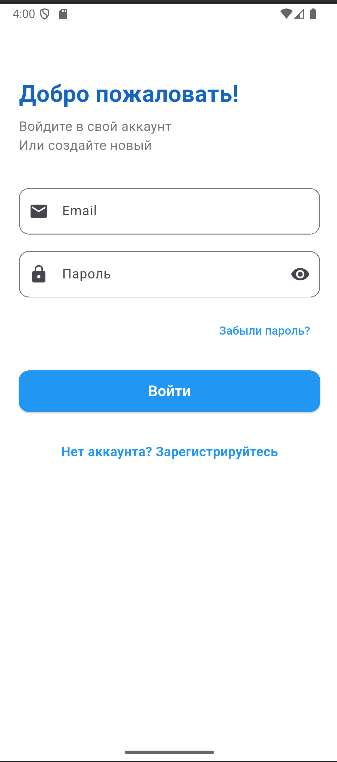 4:00
Добро пожаловать!
Войдите в свой аккаунт
Или создайте новый
Email
Пароль
Забыли пароль?
Войти
Нет аккаунта? Зарегистрируйтесь